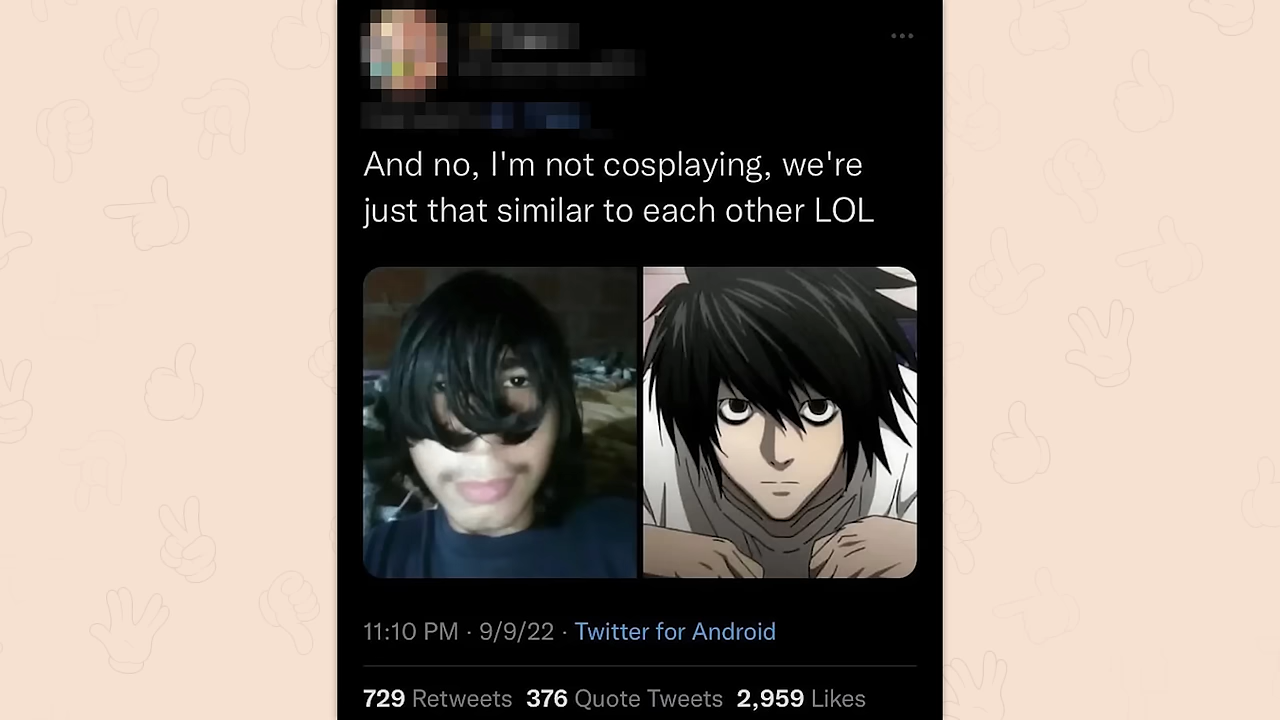 And no, I'm not cosplaying, we're
just that similar to each other LOL
11:10 PM · 9/9/22 · Twitter for Android
729 Retweets 376 Quote Tweets 2,959 Likes